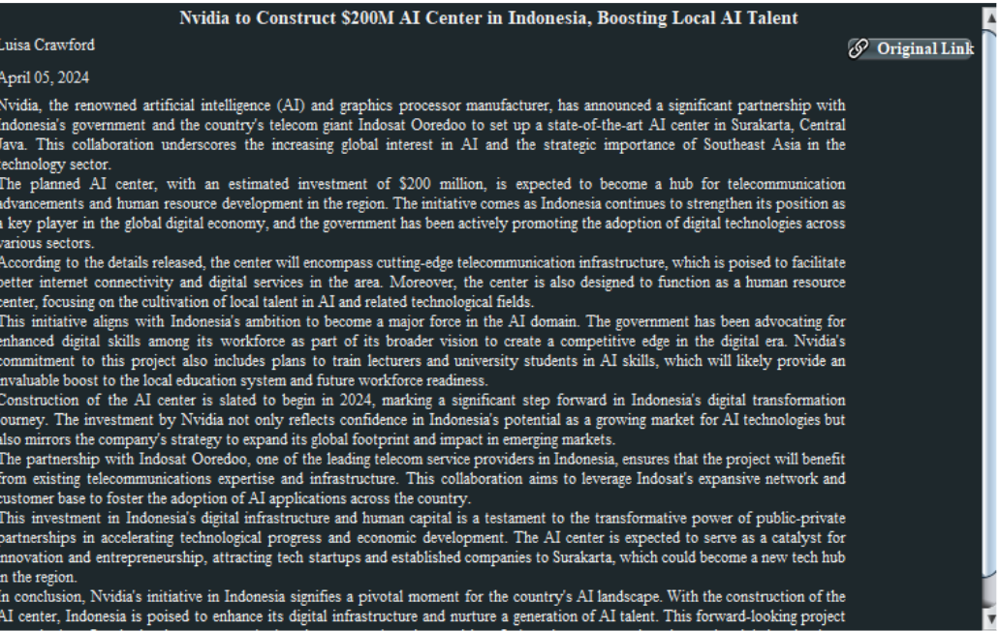 Nvidia to Construct $200M AI Center in Indonesia, Boosting Local AI Talent
Luisa Crawford
Original Link
April 05, 2024
Nvidia, the renowned artificial intelligence (AI) and graphics processor manufacturer, has announced a significant partnership with
Indonesia's government and the country's telecom giant Indosat Ooredoo to set up a state-of-the-art AI center in Surakarta, Central
Java. This collaboration underscores the increasing global interest in AI and the strategic importance of Southeast Asia in the
technology sector.
The planned AI center, with an estimated investment of $200 million, is expected to become a hub for telecommunication
advancements and human resource development in the region. The initiative comes as Indonesia continues to strengthen its position as
a key player in the global digital economy, and the government has been actively promoting the adoption of digital technologies across
various sectors.
According to the details released, the center will encompass cutting-edge telecommunication infrastructure, which is poised to facilitate
better internet connectivity and digital services in the area. Moreover, the center is also designed to function as a human resource
center, focusing on the cultivation of local talent in AI and related technological fields.
This initiative aligns with Indonesia's ambition to become a major force in the AI domain. The government has been advocating for
enhanced digital skills among its workforce as part of its broader vision to create a competitive edge in the digital era. Nvidia's
commitment to this project also includes plans to train lecturers and university students in AI skills, which will likely provide an
invaluable boost to the local education system and future workforce readiness.
Construction of the AI center is slated to begin in 2024, marking a significant step forward in Indonesia's digital transformation
journey. The investment by Nvidia not only reflects confidence in Indonesia's potential as a growing market for AI technologies but
also mirrors the company's strategy to expand its global footprint and impact in emerging markets.
The partnership with Indosat Ooredoo, one of the leading telecom service providers in Indonesia, ensures that the project will benefit
from existing telecommunications expertise and infrastructure. This collaboration aims to leverage Indosat's expansive network and
customer base to foster the adoption of AI applications across the country.
This investment in Indonesia's digital infrastructure and human capital is a testament to the transformative power of public-private
partnerships in accelerating technological progress and economic development. The AI center is expected to serve as a catalyst for
innovation and entrepreneurship, attracting tech startups and established companies to Surakarta, which could become a new tech hub
in the region.
In conclusion, Nvidia's initiative in Indonesia signifies a pivotal moment for the country's AI landscape. With the construction of the
AI center, Indonesia is poised to enhance its digital infrastructure and nurture a generation of AI talent. This forward-looking project